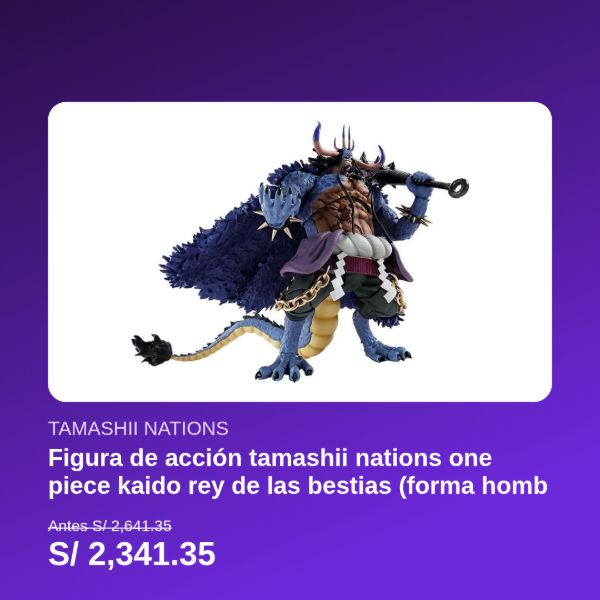 TAMASHII NATIONS
Figura de acción tamashii nations one
piece kaido rey de las bestias (forma homb
Antes S/ 2,641.35
S/ 2,341.35